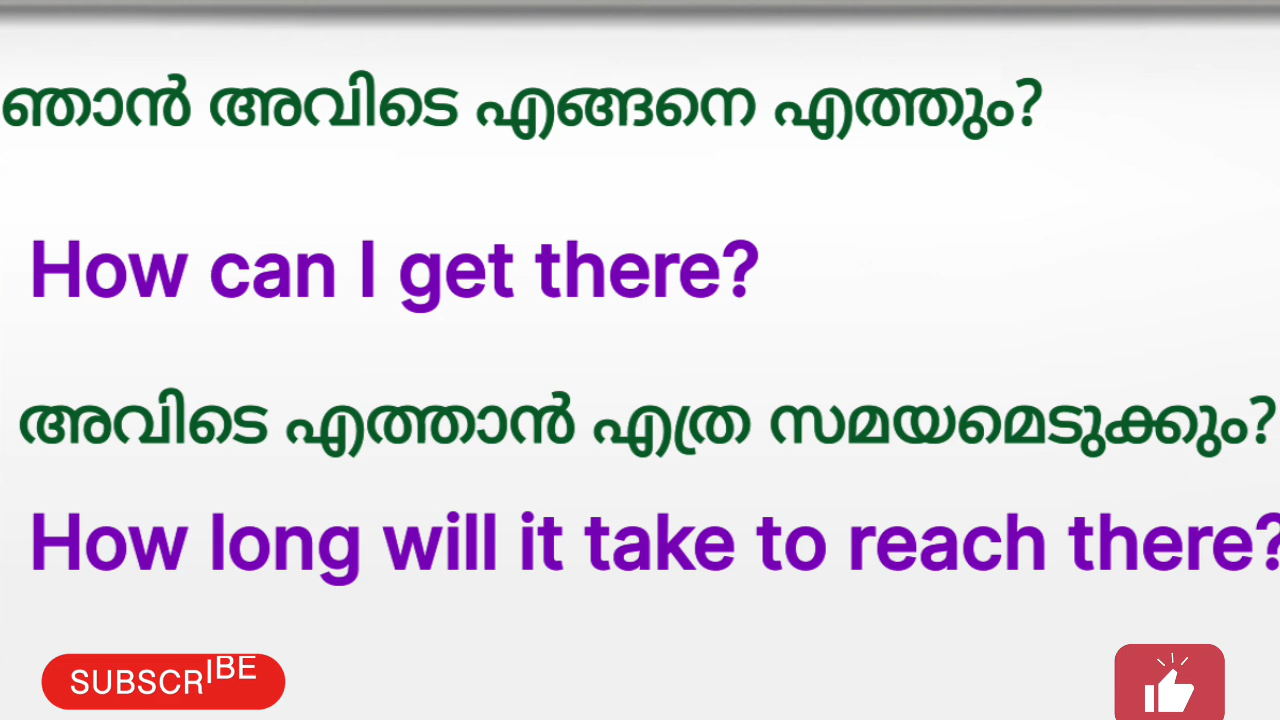 ഞാൻ അവിടെ എങ്ങനെ എത്തും?
How can I get there?
അവിടെ എത്താൻ എത്ര സമയമെടുക്കും?
How long will it take to reach there?
SUBSCRIBE